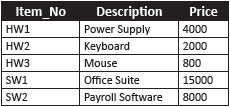 Item_No Description Price
HW1 Power Supply 4000
HW2 Keyboard 2000
HW3 Mouse 800
SW1 Office Suite 15000
SW2 Payroll Software 8000